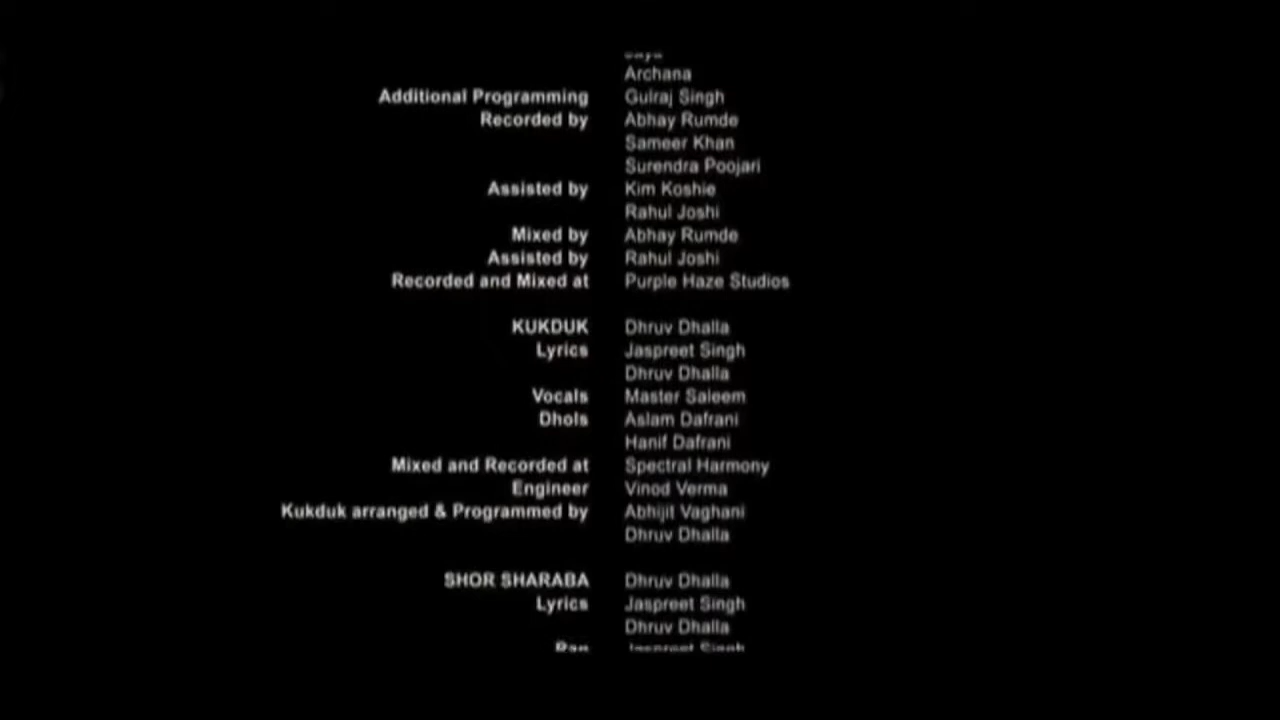 Archana
Additional Programming Gulraj Singh
Recorded by Abhay Rumde
Sameer Khan
Surendra Poojari
Assisted by Kim Koshie
Rahul Joshi
Mixed by Abhay Rumde
Assisted by Rahul Joshi
Recorded and Mixed at Purple Haze Studios
KUKDUK Dhruv Dhalla
Lyrics Jaspreet Singh
Dhruv Dhalla
Vocals Master Saleem
Dhols Aslam Dafrani
Hanif Dafrani
Mixed and Recorded at Spectral Harmony
Engineer Vinod Verma
Kukduk arranged & Programmed by Abhijit Vaghani
Dhruv Dhalla
SHOR SHARABA Dhruv Dhalla
Lyrics Jaspreet Singh
Dhruv Dhalla
Jaspreet Singh